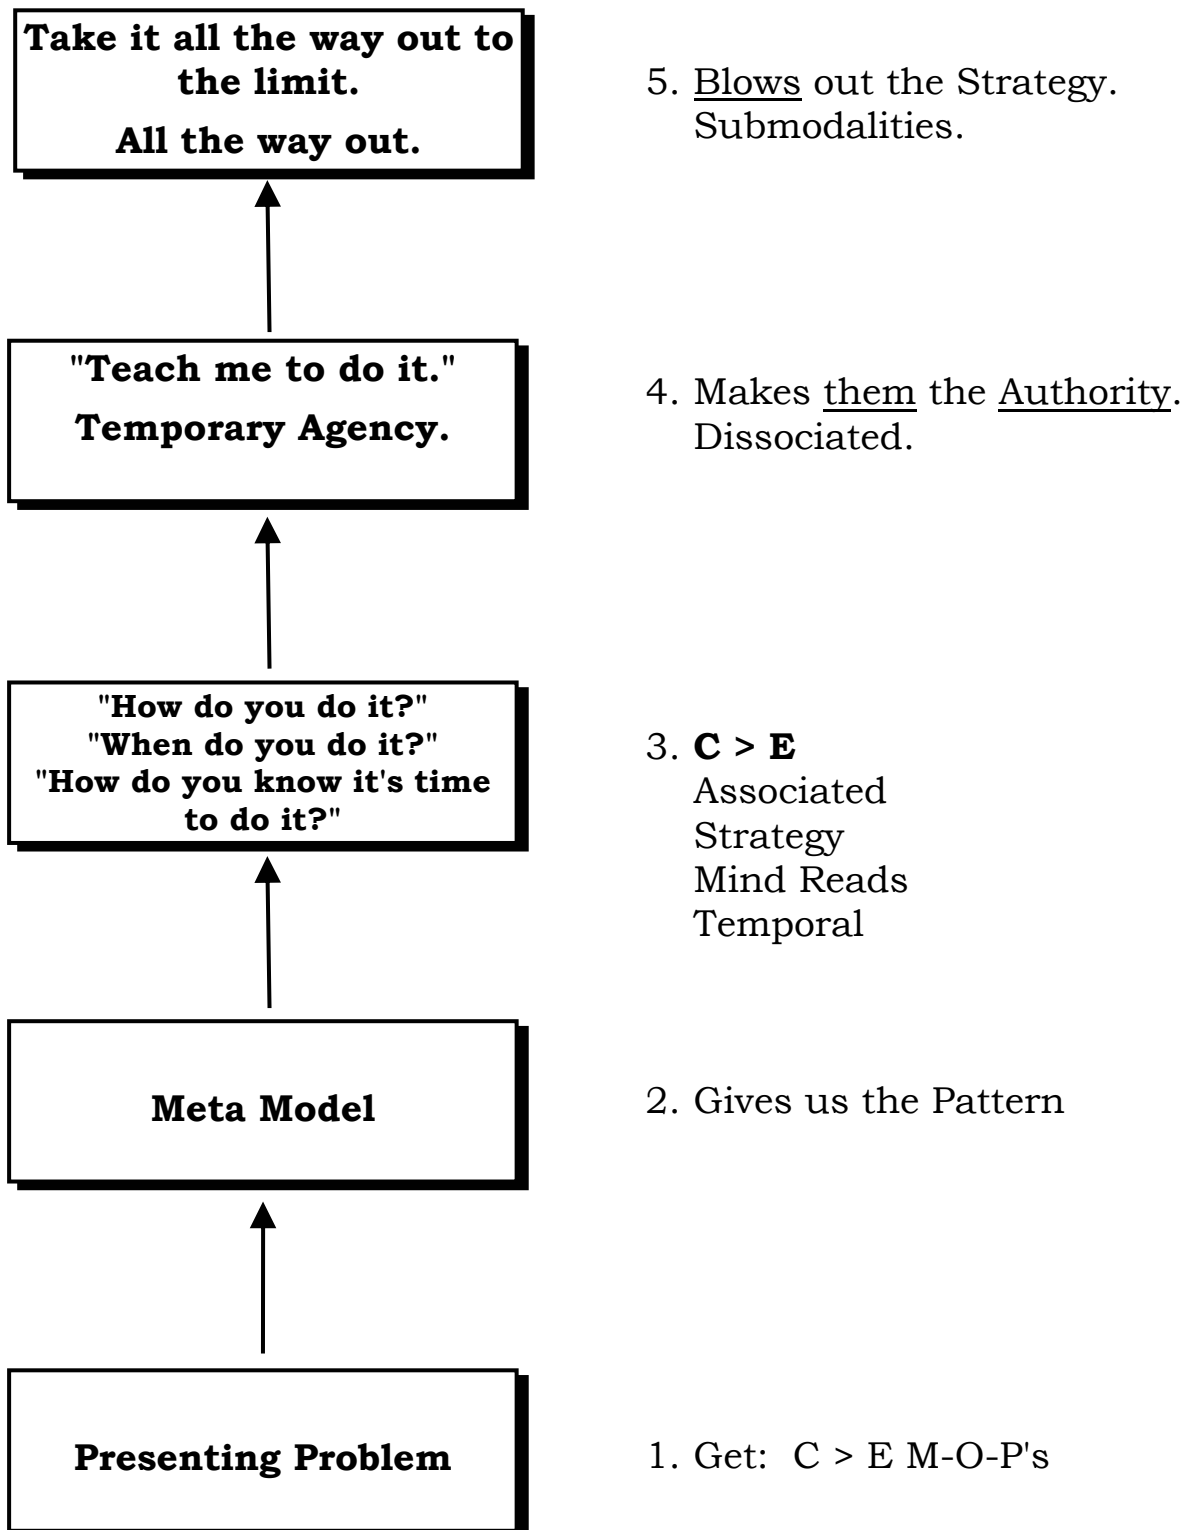 Take it all the way out to
the limit.
All the way out.
5. Blows out the Strategy.
Submodalities.
"Teach me to do it."
Temporary Agency.
4. Makes them the Authority.
Dissociated.
"How do you do it?"
"When do you do it?"
"How do you know it's time
to do it?"
3. C > E
Associated
Strategy
Mind Reads
Temporal
Meta Model
2. Gives us the Pattern
Presenting Problem
1. Get: C > E M-O-P's